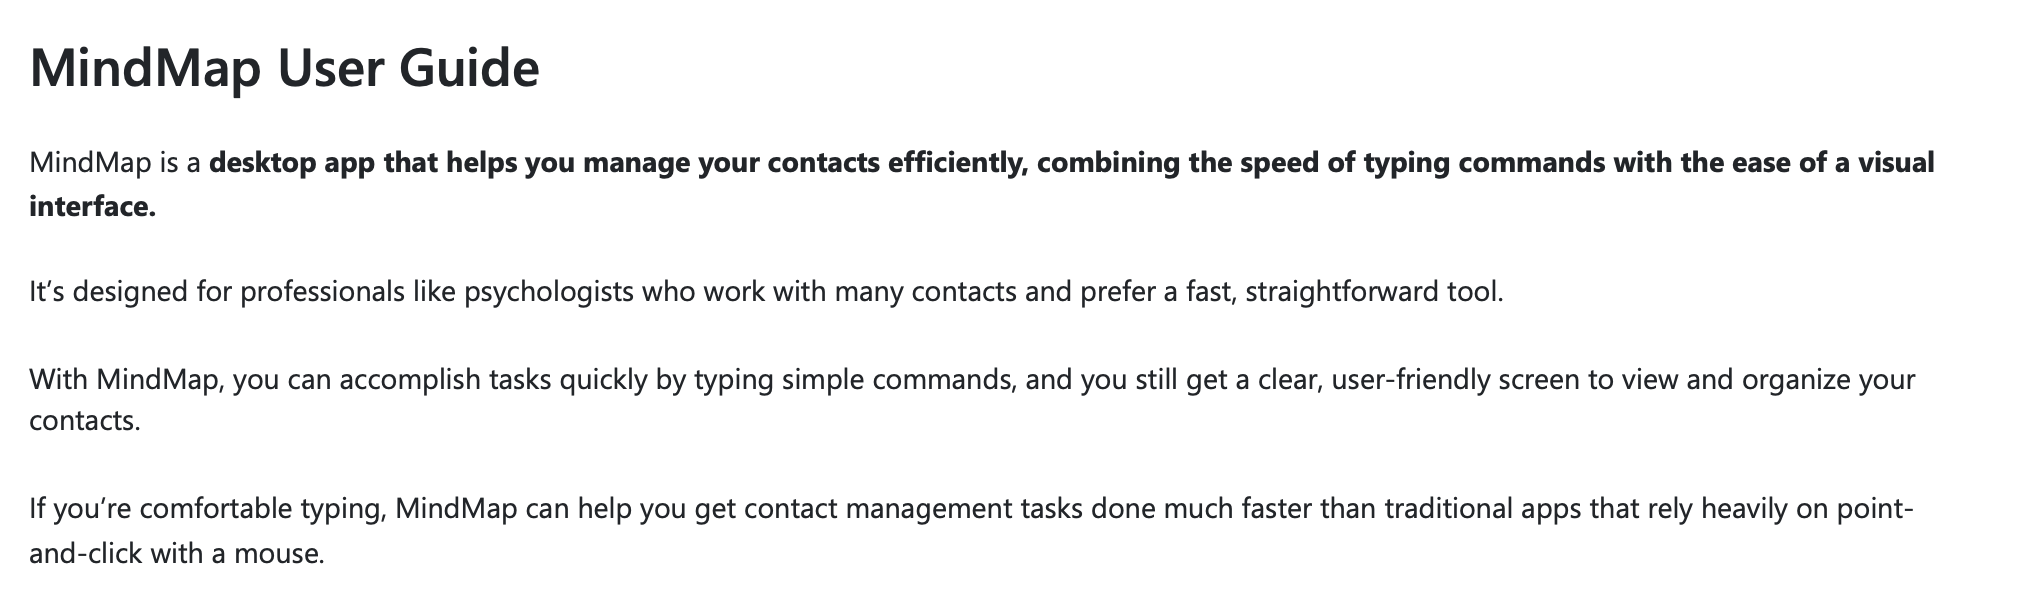 MindMap User Guide
MindMap is a desktop app that helps you manage your contacts efficiently, combining the speed of typing commands with the ease of a visual
interface.
It’s designed for professionals like psychologists who work with many contacts and prefer a fast, straightforward tool.
With MindMap, you can accomplish tasks quickly by typing simple commands, and you still get a clear, user-friendly screen to view and organize your
contacts.
If you’re comfortable typing, MindMap can help you get contact management tasks done much faster than traditional apps that rely heavily on point-
and-click with a mouse.